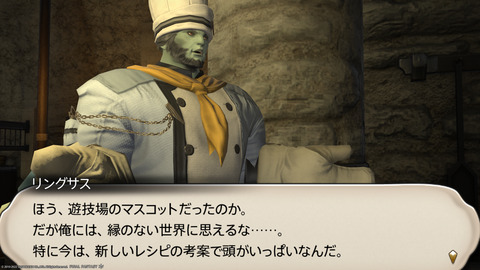 リングサス
ほう、遊技場のマスコットだったのか。
だが俺には、縁のない世界に思えるな……。
特に今は、新しいレシピの考案で頭がいっぱいなんだ。